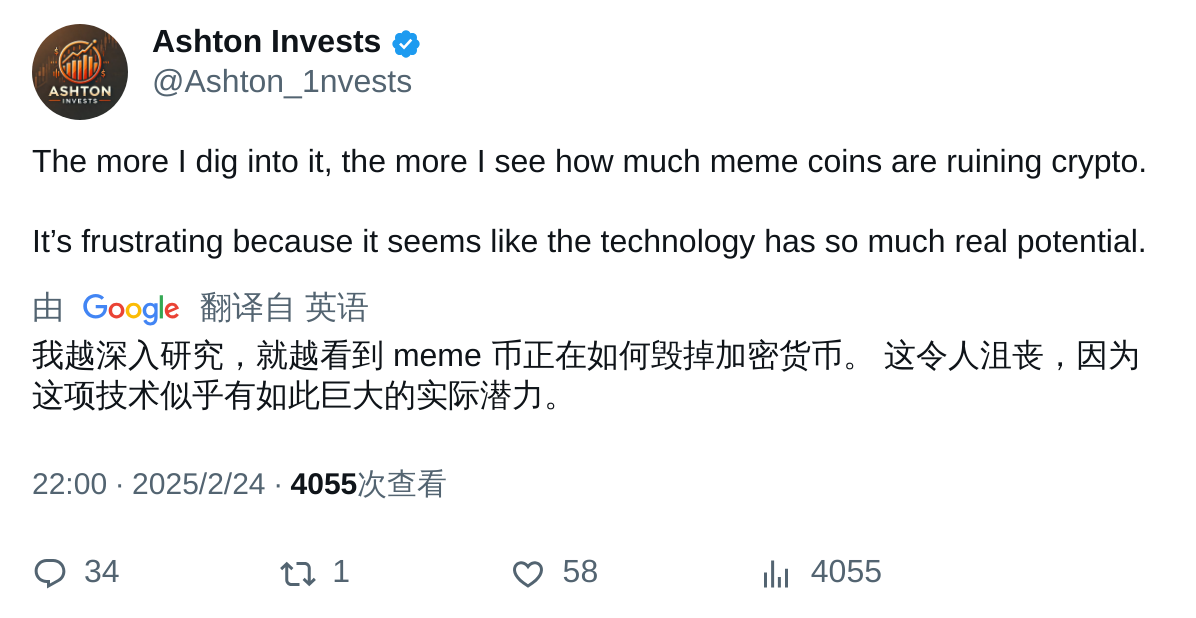 ASHTON
INVESTS
Ashton Invests
@Ashton_1nvests
The more I dig into it, the more I see how much meme coins are ruining crypto.
It’s frustrating because it seems like the technology has so much real potential.
由 Google 翻译自 英语
我越深入研究，就越看到 meme 币正在如何毁掉加密货币。 这令人沮丧，因为
这项技术似乎有如此巨大的实际潜力。
22:00 · 2025/2/24 · 4055次查看
34 1 58 4055